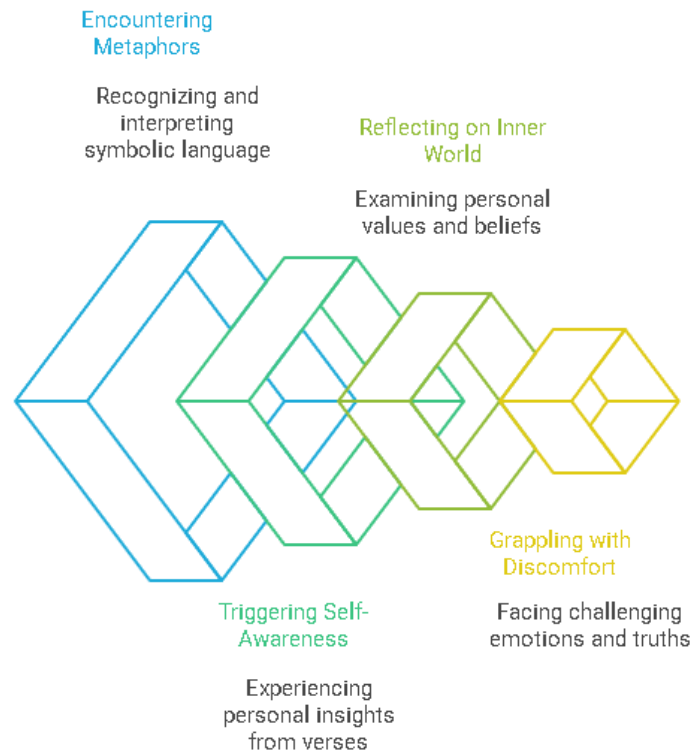 Encountering
Metaphors
Recognizing and
interpreting
symbolic language
Reflecting on Inner
World
Examining personal
values and beliefs
Triggering Self-
Awareness
Experiencing
personal insights
from verses
Grappling with
Discomfort
Facing challenging
emotions and truths